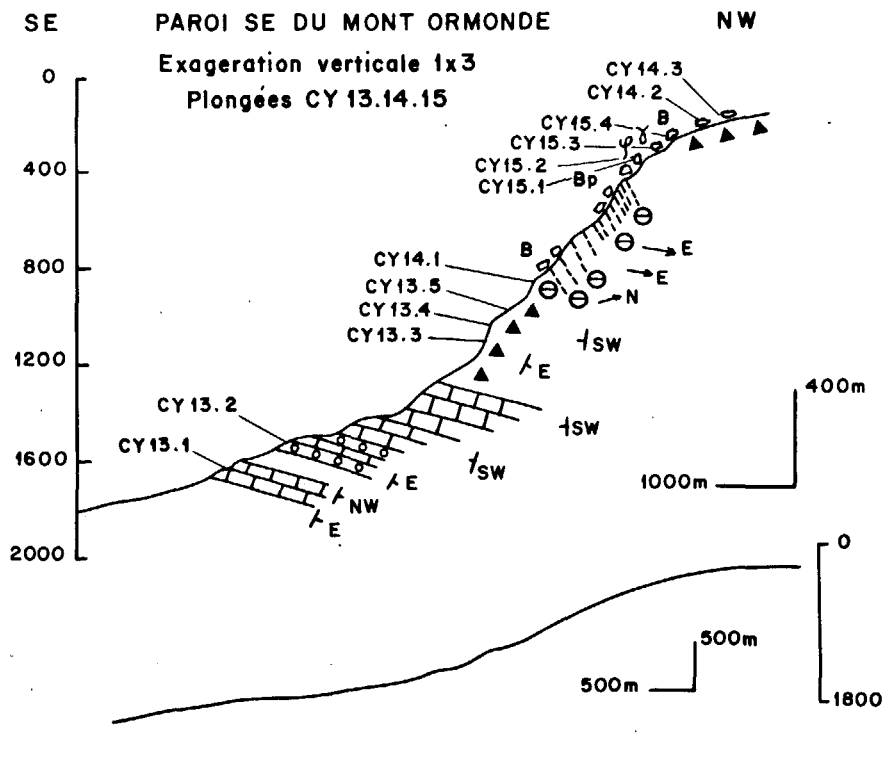 SE PAROI SE DU MONT ORMONDE NW
Exageration verticale 1x3
Plongées CY 13.14.15
0
400
800
1200
1600
2000
CY14.3
CY14.2
B
CY15.4 γ
CY15.3 φ
CY15.2
CY15.1 Bp
B
E
E
N
CY14.1
CY13.5
CY13.4
CY13.3
SW
E
SW
SW
CY13.2
CY13.1
E
NW
E
400m
1000m
0
500m
500m
1800